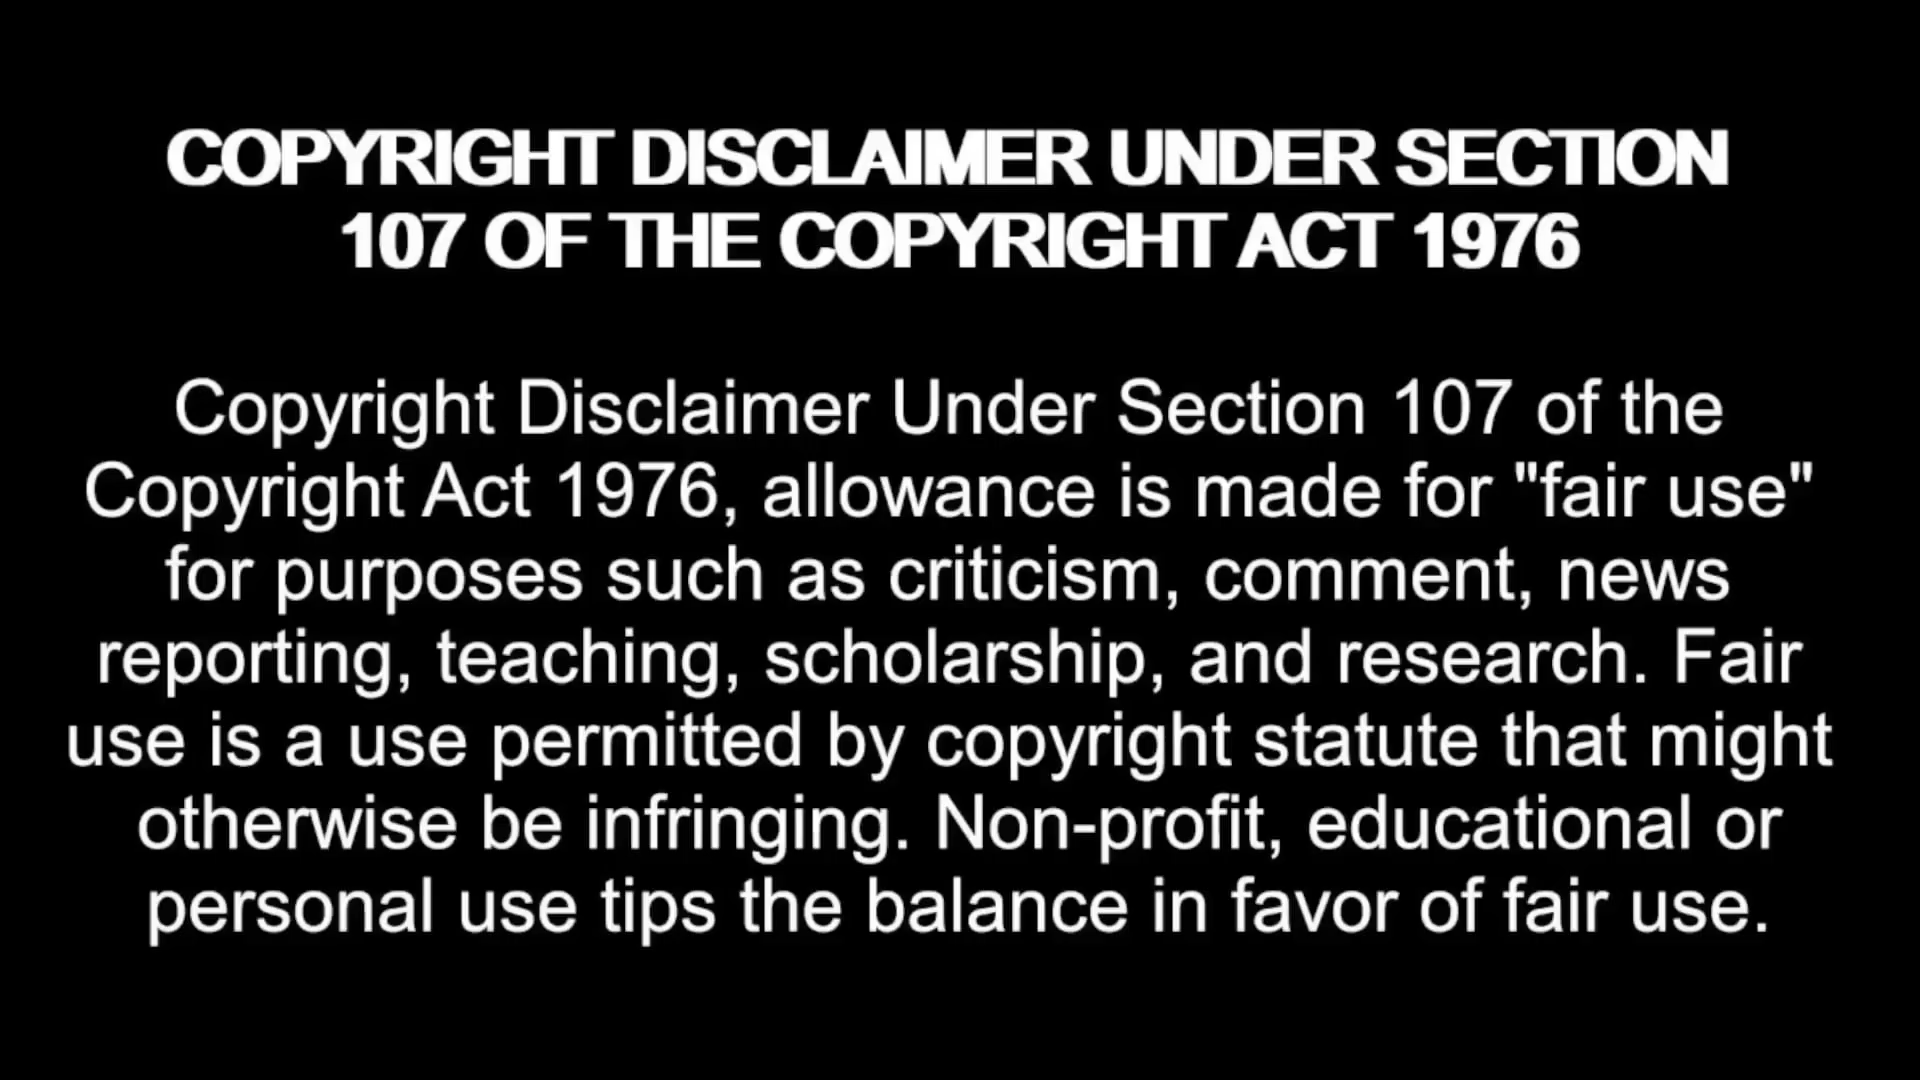 COPYRIGHT DISCLAIMER UNDER SECTION
107 OF THE COPYRIGHT ACT 1976
Copyright Disclaimer Under Section 107 of the
Copyright Act 1976, allowance is made for "fair use"
for purposes such as criticism, comment, news
reporting, teaching, scholarship, and research. Fair
use is a use permitted by copyright statute that might
otherwise be infringing. Non-profit, educational or
personal use tips the balance in favor of fair use.